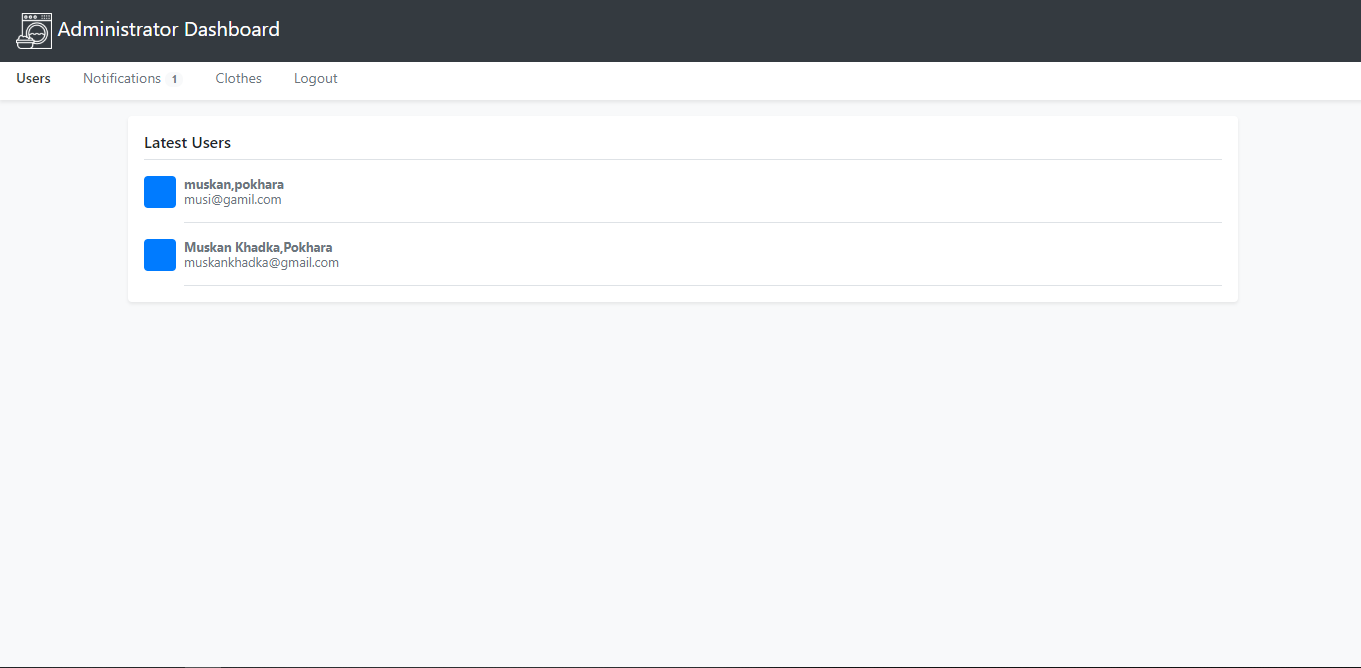 Administrator Dashboard
Users Notifications 1 Clothes Logout
Latest Users
muskan,pokhara
musi@gamil.com
Muskan Khadka,Pokhara
muskankhadka@gmail.com